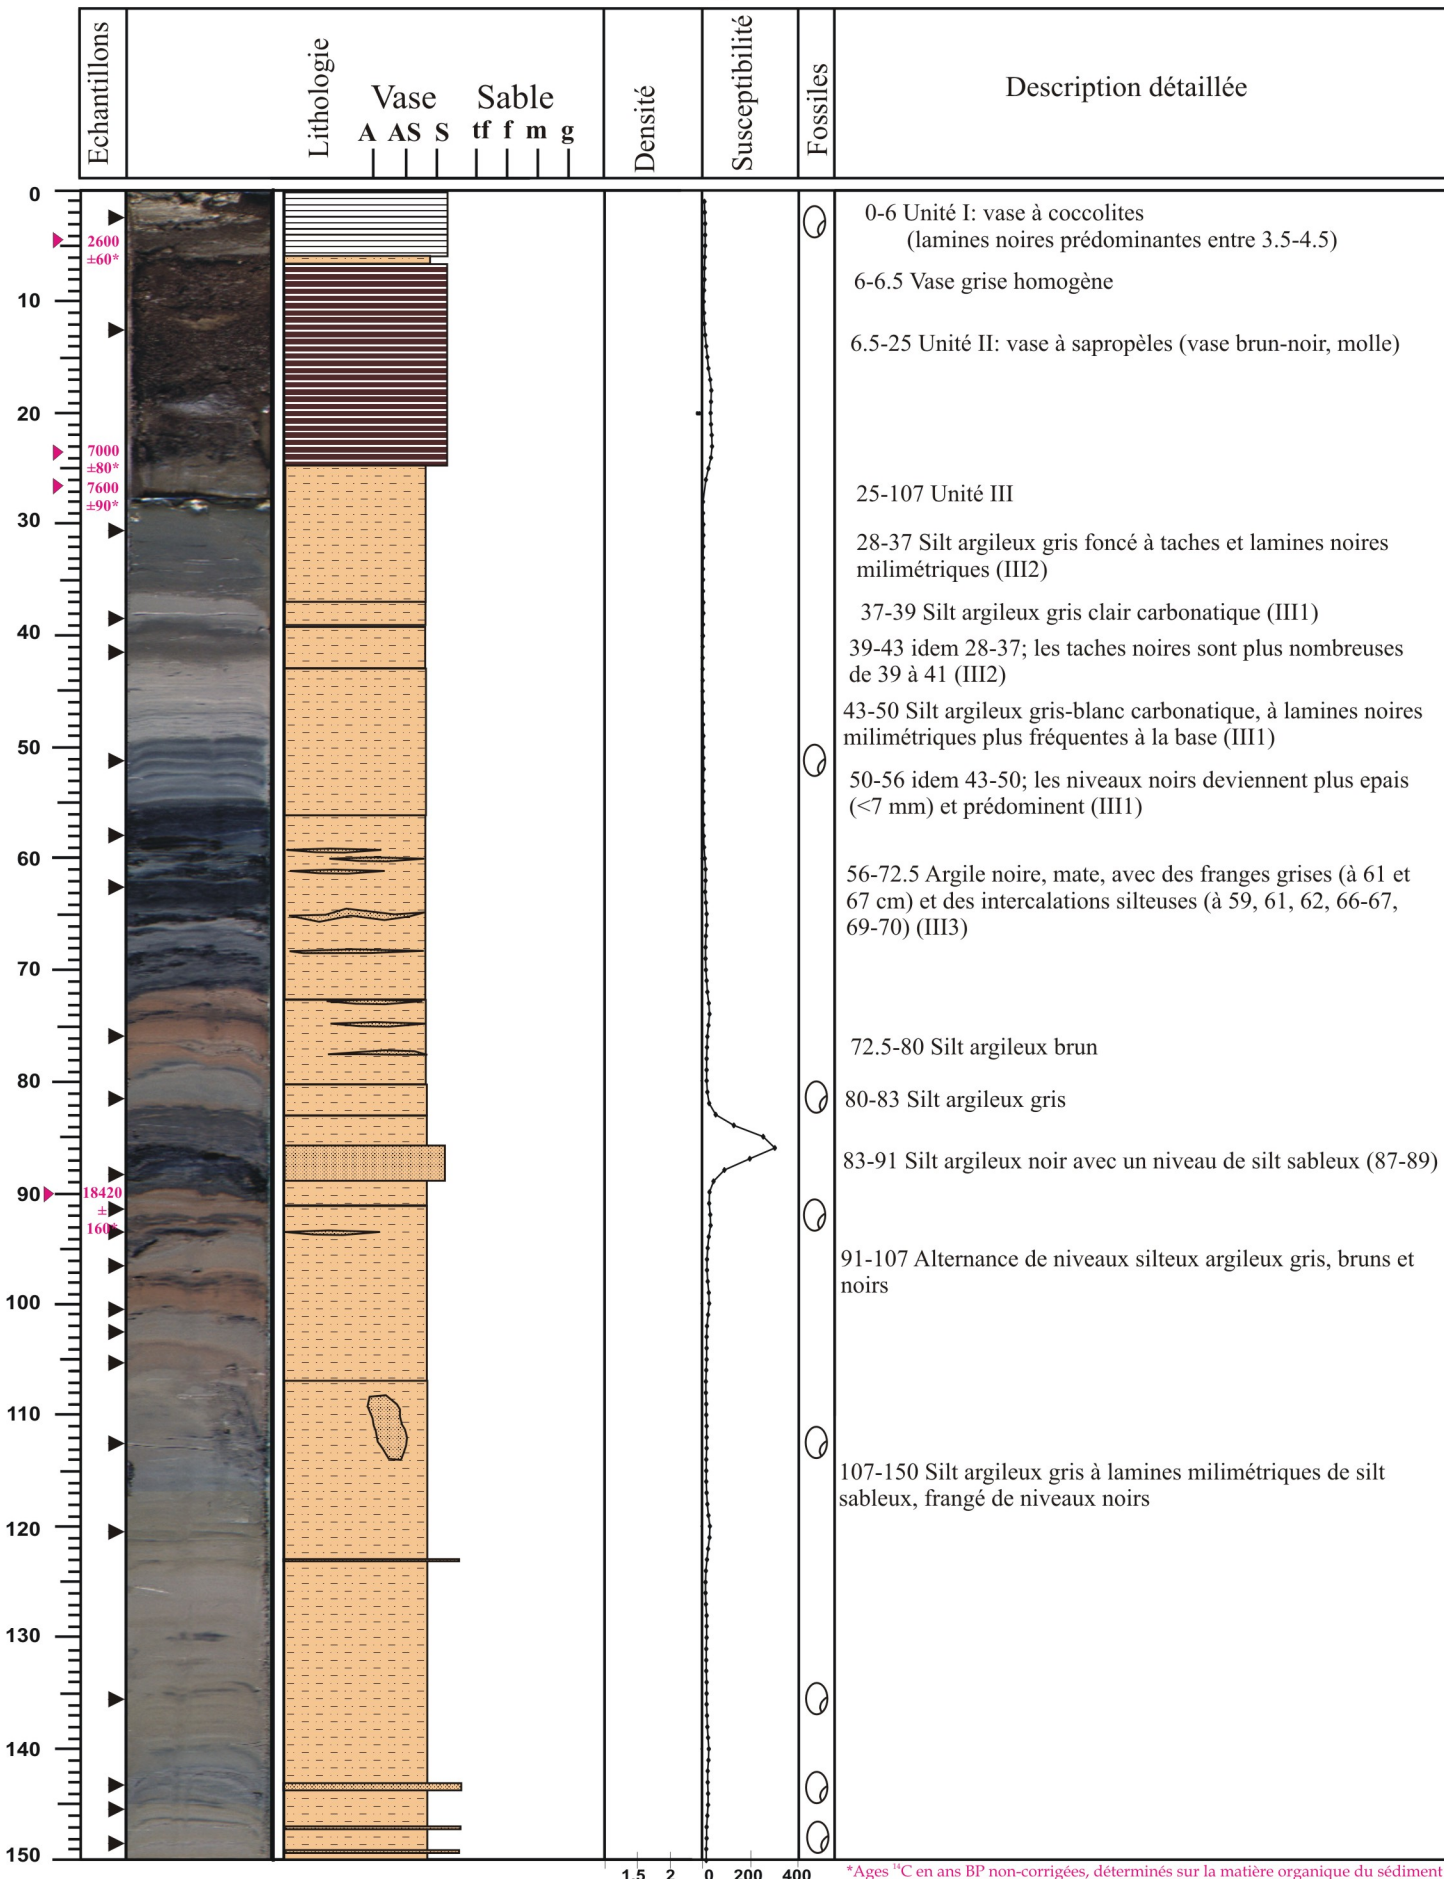 Echantillons
Lithologie
Vase
Sable
A AS S tf f m g
Densité
Susceptibilité
Fossiles
Description détaillée
0
10
20
30
40
50
60
70
80
90
100
110
120
130
140
150
2600
±60*
7000
±80*
7600
±90*
18420
±
160*
0-6 Unité I: vase à coccolites
(lamines noires prédominantes entre 3.5-4.5)
6-6.5 Vase grise homogène
6.5-25 Unité II: vase à sapropèles (vase brun-noir, molle)
25-107 Unité III
28-37 Silt argileux gris foncé à taches et lamines noires
milimétriques (III2)
37-39 Silt argileux gris clair carbonatique (III1)
39-43 idem 28-37; les taches noires sont plus nombreuses
de 39 à 41 (III2)
43-50 Silt argileux gris-blanc carbonatique, à lamines noires
milimétriques plus fréquentes à la base (III1)
50-56 idem 43-50; les niveaux noirs deviennent plus epais
(<7 mm) et prédominent (III1)
56-72.5 Argile noire, mate, avec des franges grises (à 61 et
67 cm) et des intercalations silteuses (à 59, 61, 62, 66-67,
69-70) (III3)
72.5-80 Silt argileux brun
80-83 Silt argileux gris
83-91 Silt argileux noir avec un niveau de silt sableux (87-89)
91-107 Alternance de niveaux silteux argileux gris, bruns et
noirs
107-150 Silt argileux gris à lamines milimétriques de silt
sableux, frangé de niveaux noirs
1.5 2
0 200 400
*Ages ¹⁴C en ans BP non-corrigées, déterminés sur la matière organique du sédiment